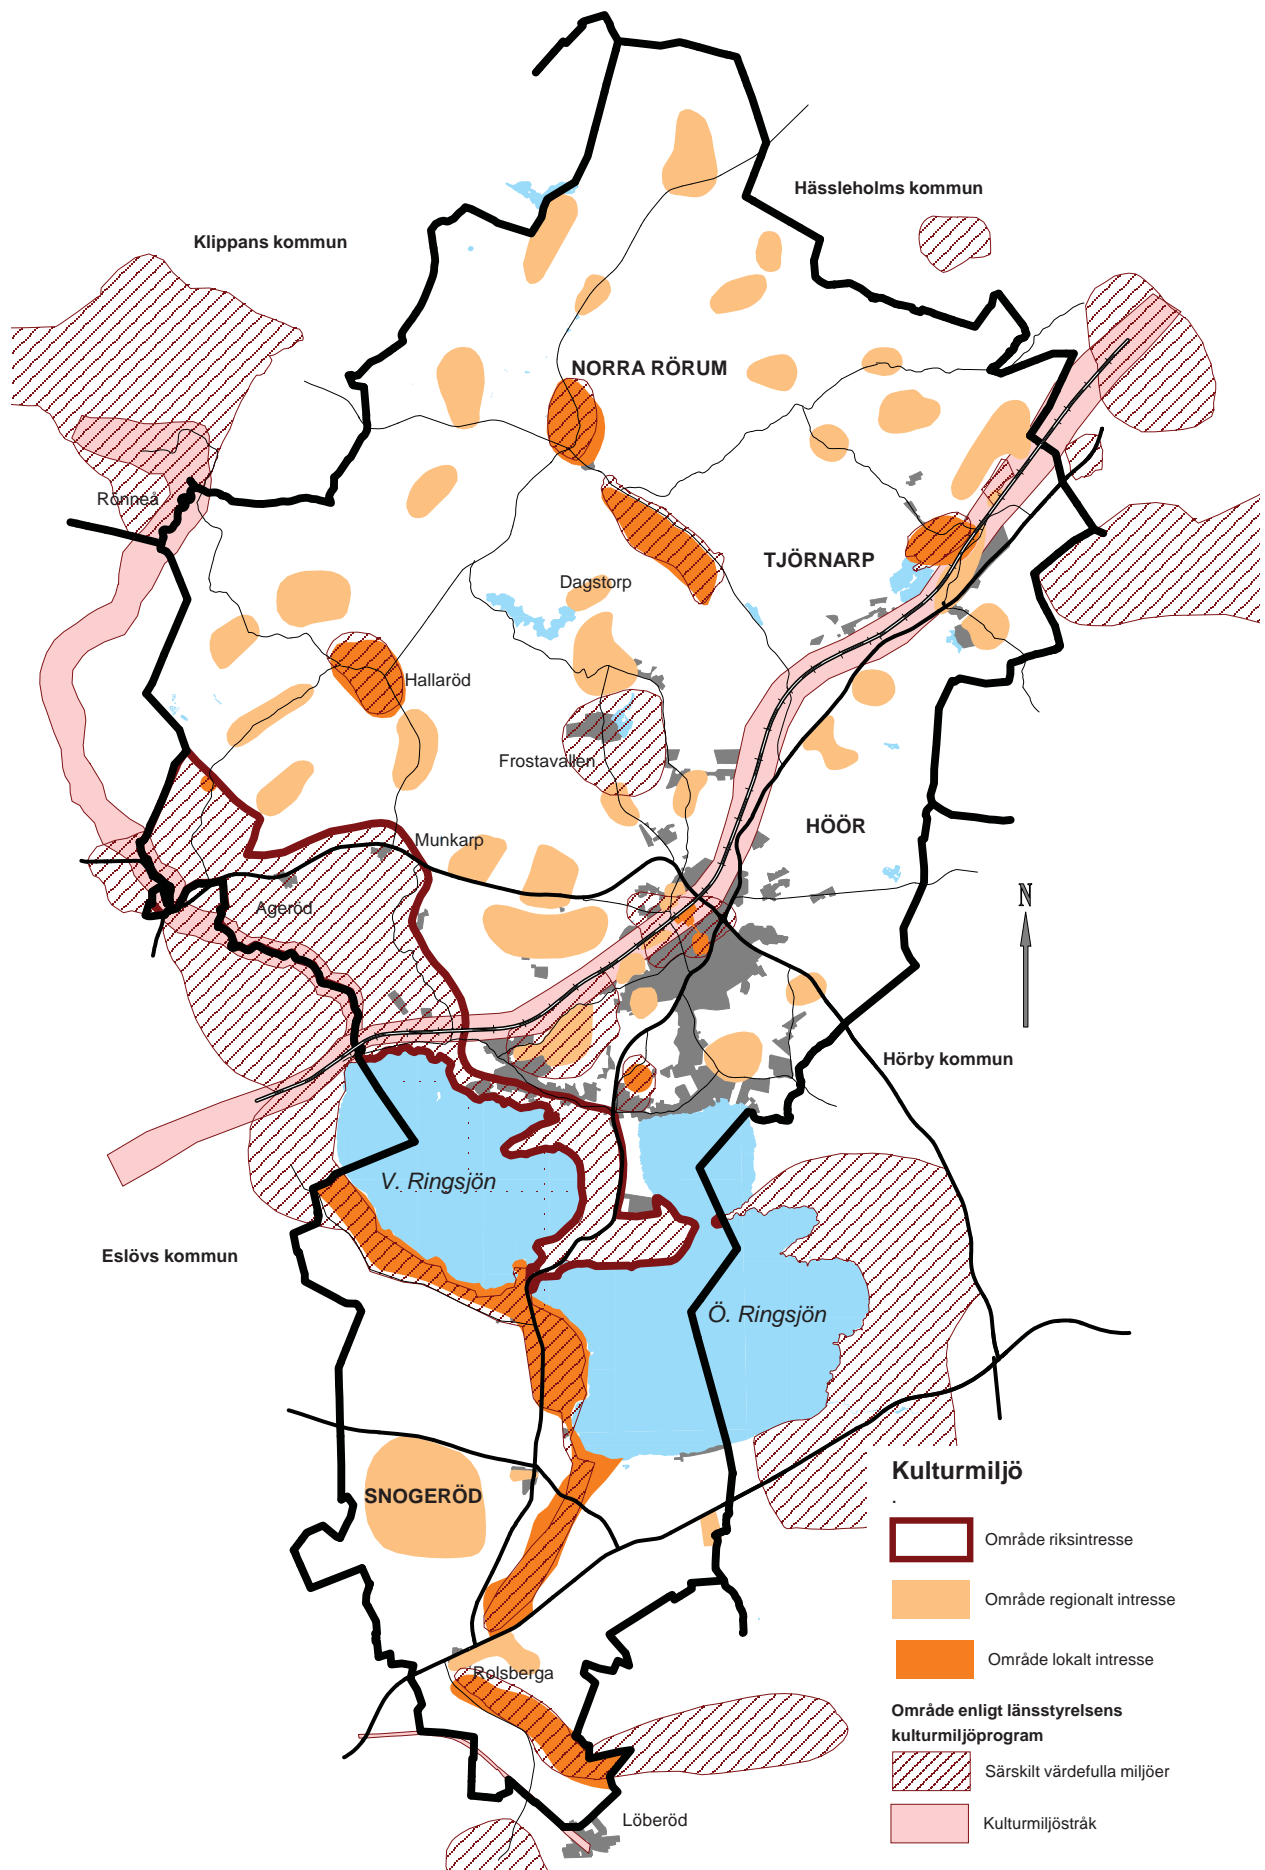 Hässleholms kommun
Klippans kommun
NORRA RÖRUM
Rönneå
TJÖRNARP
Dagstorp
Hallaröd
Frostavallen
HÖÖR
Munkarp
N
Ageröd
Hörby kommun
V. Ringsjön
Eslövs kommun
Ö. Ringsjön
SNOGERÖD
Rolsberga
Löberöd
Kulturmiljö
.
Område riksintresse
Område regionalt intresse
Område lokalt intresse
Område enligt länsstyrelsens
kulturmiljöprogram
Särskilt värdefulla miljöer
Kulturmiljöstråk